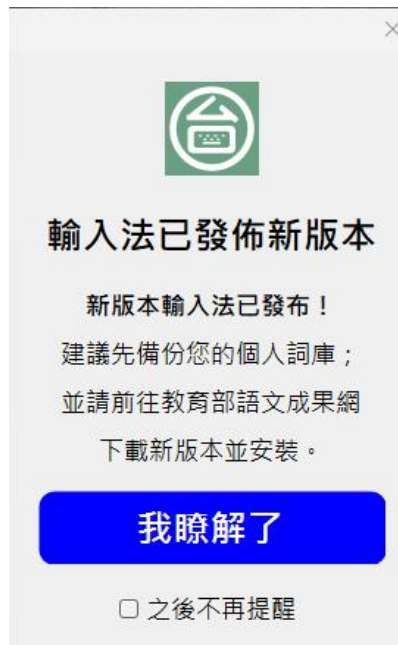 輸入法已發佈新版本
新版本輸入法已發布！
建議先備份您的個人詞庫；
並請前往教育部語文成果網
下載新版本並安裝。
我瞭解了
之後不再提醒